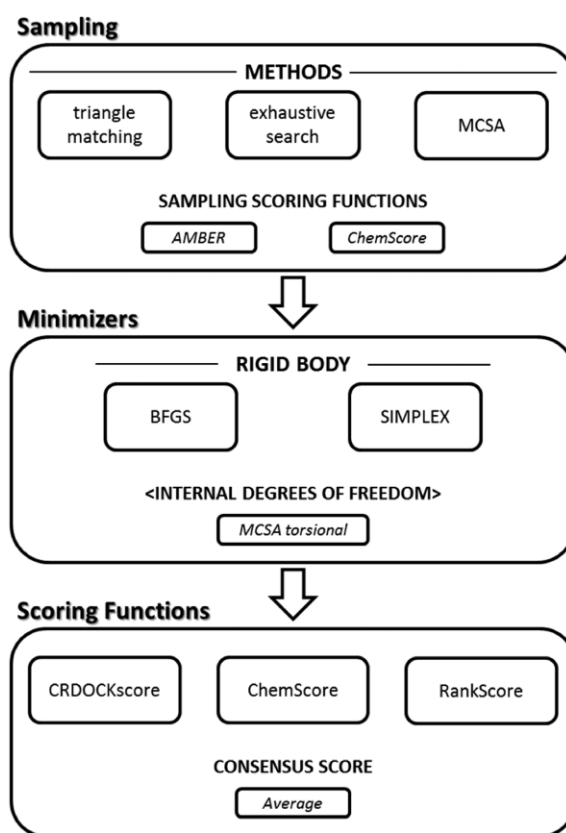 Sampling
METHODS
triangle
matching
exhaustive
search
MCSA
SAMPLING SCORING FUNCTIONS
AMBER
ChemScore
Minimizers
RIGID BODY
BFGS
SIMPLEX
<INTERNAL DEGREES OF FREEDOM>
MCSA torsional
Scoring Functions
CRDOCKscore
ChemScore
RankScore
CONSENSUS SCORE
Average